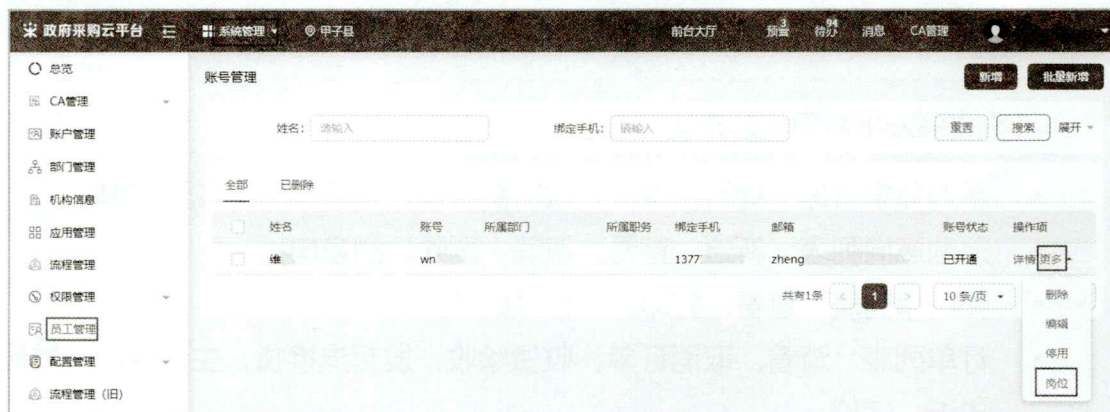 政府采购云平台 系统管理 甲子县 前台大厅 预警 3 待办 94 消息 CA管理
总览
账号管理 新增 批量新增
CA管理
账户管理
姓名： 请输入 绑定手机： 请输入 重置 搜索 展开
部门管理
全部 已删除
机构信息
应用管理
姓名 账号 所属部门 所属职务 绑定手机 邮箱 账号状态 操作项
流程管理
维 wn 1377 zheng 已开通 详情 更多
权限管理
共有1条 < 1 > 10 条/页
删除
员工管理
编辑
配置管理
停用
流程管理（旧）
岗位